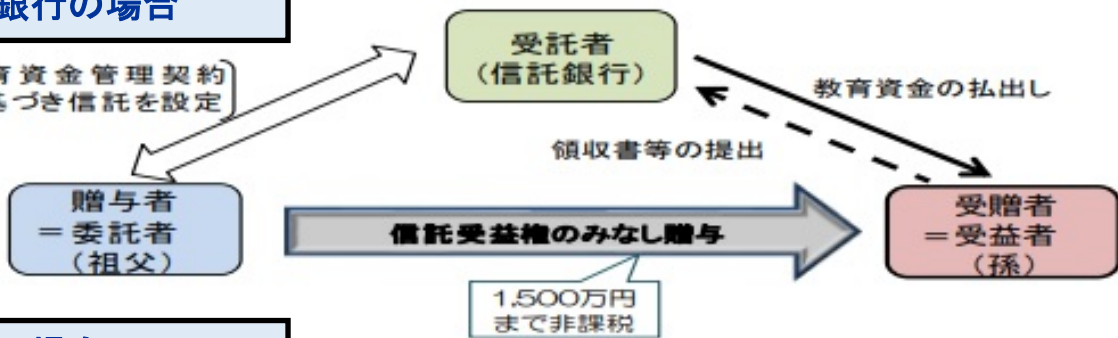 銀行の場合
受託者
（信託銀行）
育資金管理契約
基づき信託を設定
教育資金の払出し
領収書等の提出
贈与者
＝委託者
（祖父）
信託受益権のみなし贈与
受贈者
＝受益者
（孫）
1,500万円
まで非課税